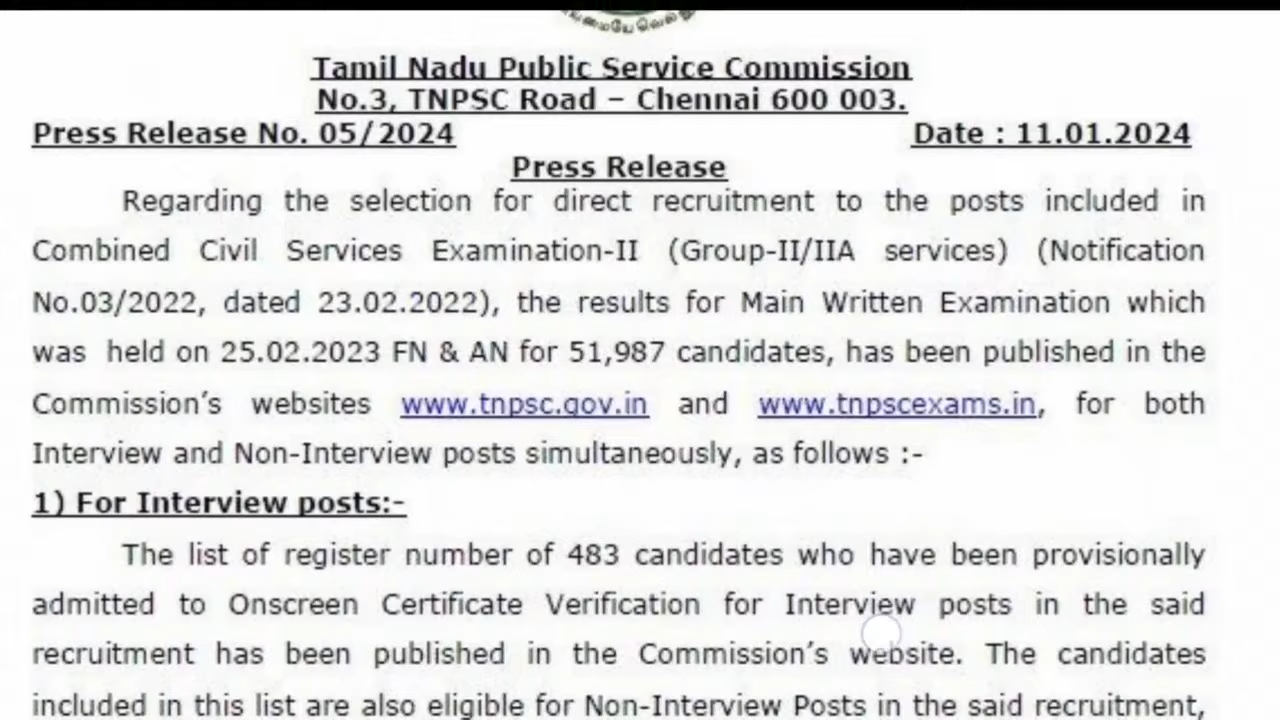 Tamil Nadu Public Service Commission
No.3, TNPSC Road – Chennai 600 003.
Press Release No. 05/2024 Date : 11.01.2024
Press Release
Regarding the selection for direct recruitment to the posts included in
Combined Civil Services Examination-II (Group-II/IIA services) (Notification
No.03/2022, dated 23.02.2022), the results for Main Written Examination which
was held on 25.02.2023 FN & AN for 51,987 candidates, has been published in the
Commission’s websites www.tnpsc.gov.in and www.tnpscexams.in, for both
Interview and Non-Interview posts simultaneously, as follows :-
1) For Interview posts:-
The list of register number of 483 candidates who have been provisionally
admitted to Onscreen Certificate Verification for Interview posts in the said
recruitment has been published in the Commission’s website. The candidates
included in this list are also eligible for Non-Interview Posts in the said recruitment,